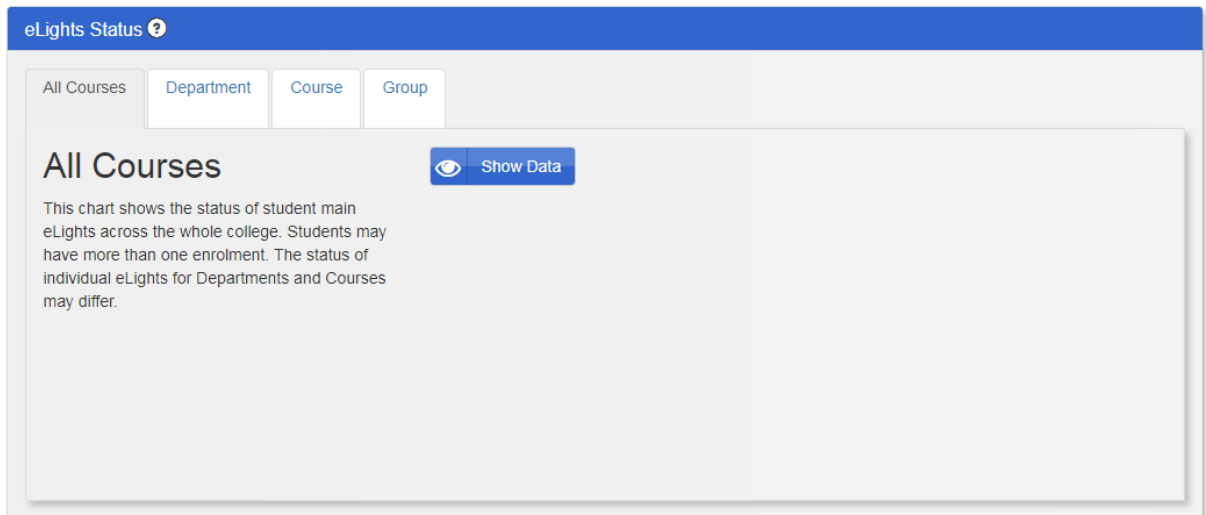 eLights Status ?
All Courses Department Course Group
All Courses
Show Data
This chart shows the status of student main
eLights across the whole college. Students may
have more than one enrolment. The status of
individual eLights for Departments and Courses
may differ.